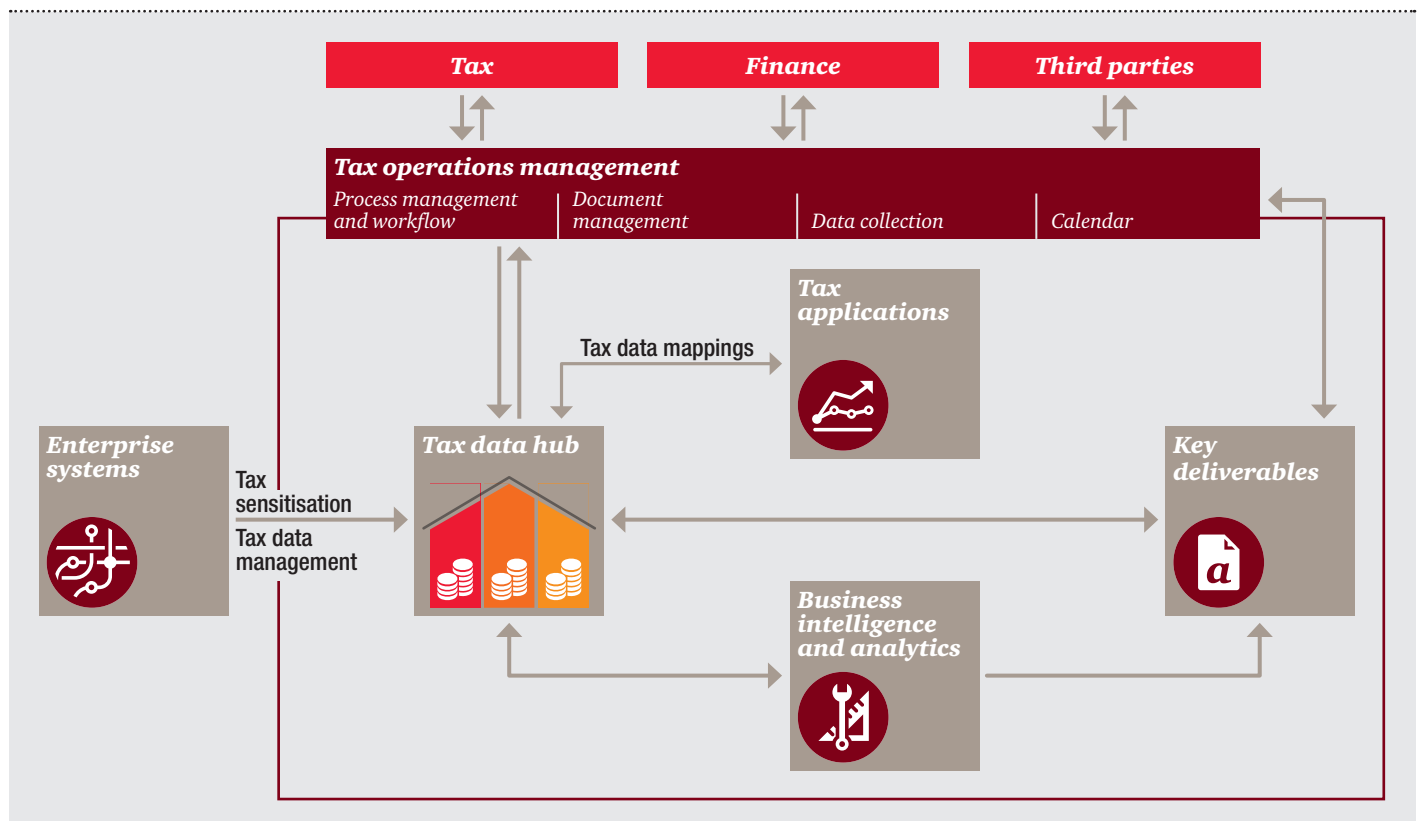 Tax
Finance
Third parties
Tax operations management
Process management
and workflow
Document
management
Data collection
Calendar
Tax
applications
Tax data mappings
Enterprise
systems
Tax
sensitisation
Tax data
management
Tax data hub
Key
deliverables
a
Business
intelligence
and analytics